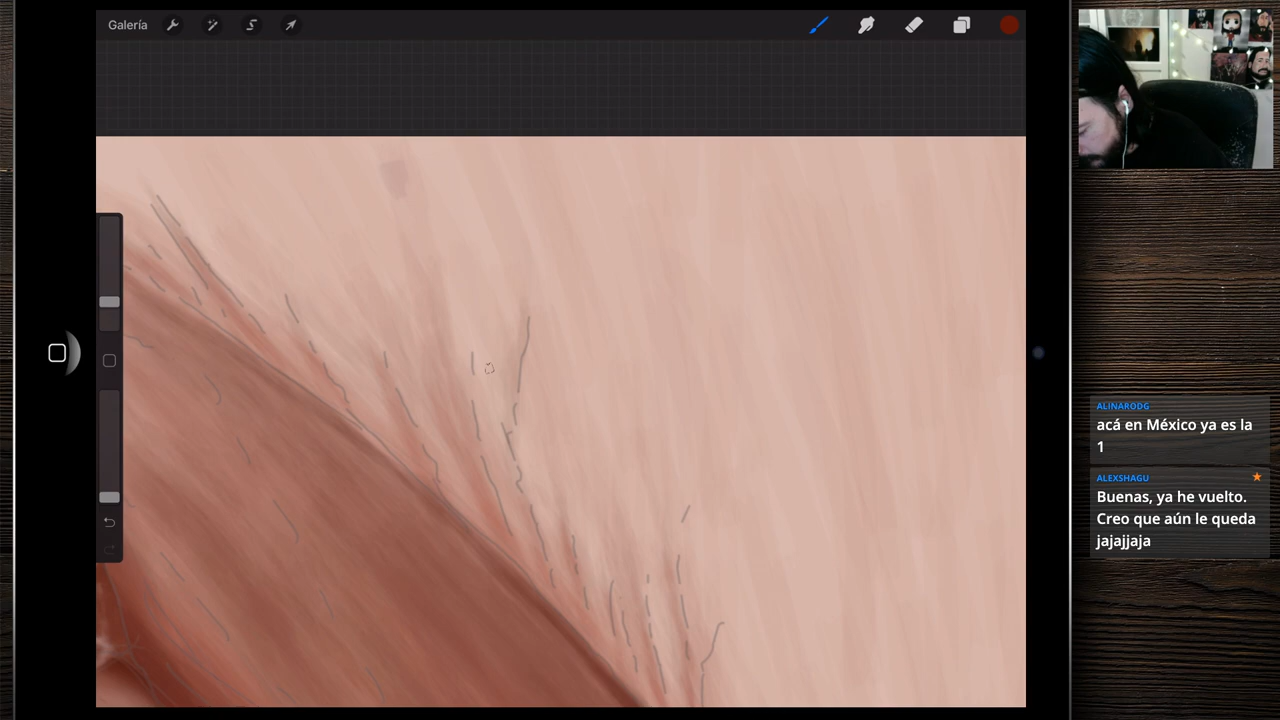 Galería
ALINARODG
acá en México ya es la
1
ALEXSHAGU
Buenas, ya he vuelto.
Creo que aún le queda
jajajjaja